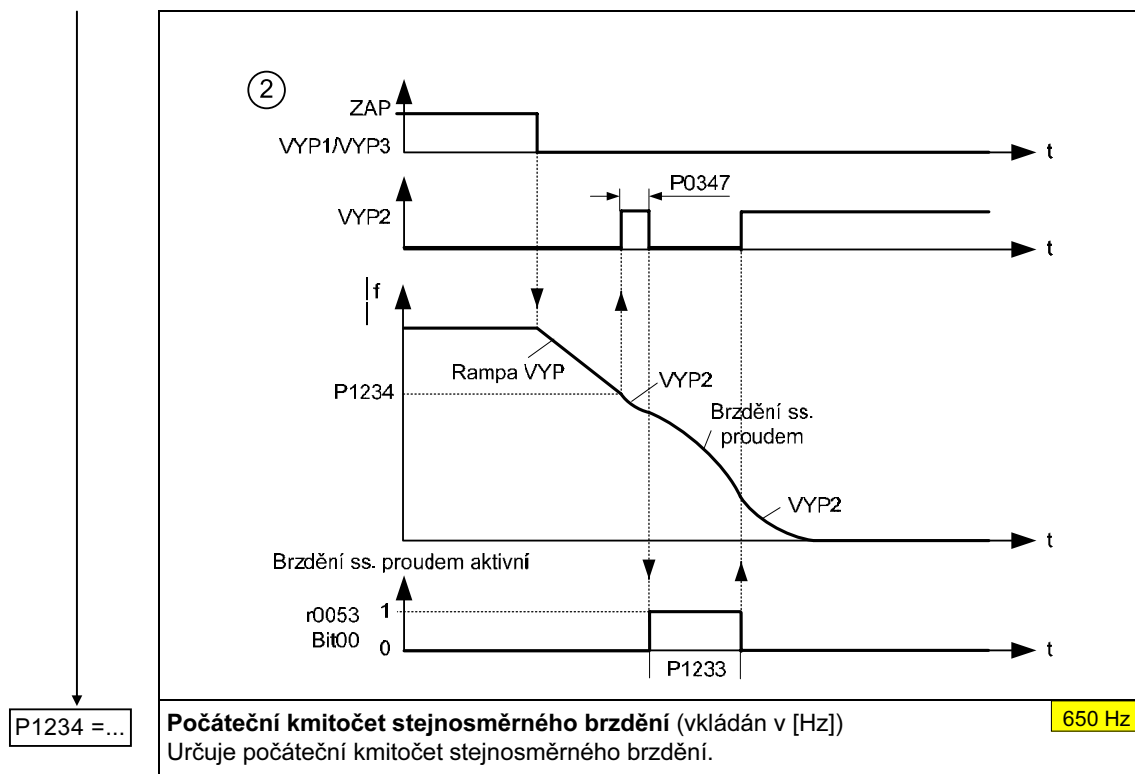 2
ZAP
VYP1/VYP3
t
P0347
VYP2
t
|f|
Rampa VYP
VYP2
P1234
Brzdění ss.
proudem
VYP2
t
Brzdění ss. proudem aktivní
r0053
Bit00
1
0
t
P1233
P1234 =...
Počáteční kmitočet stejnosměrného brzdění (vkládán v [Hz])
650 Hz
Určuje počáteční kmitočet stejnosměrného brzdění.